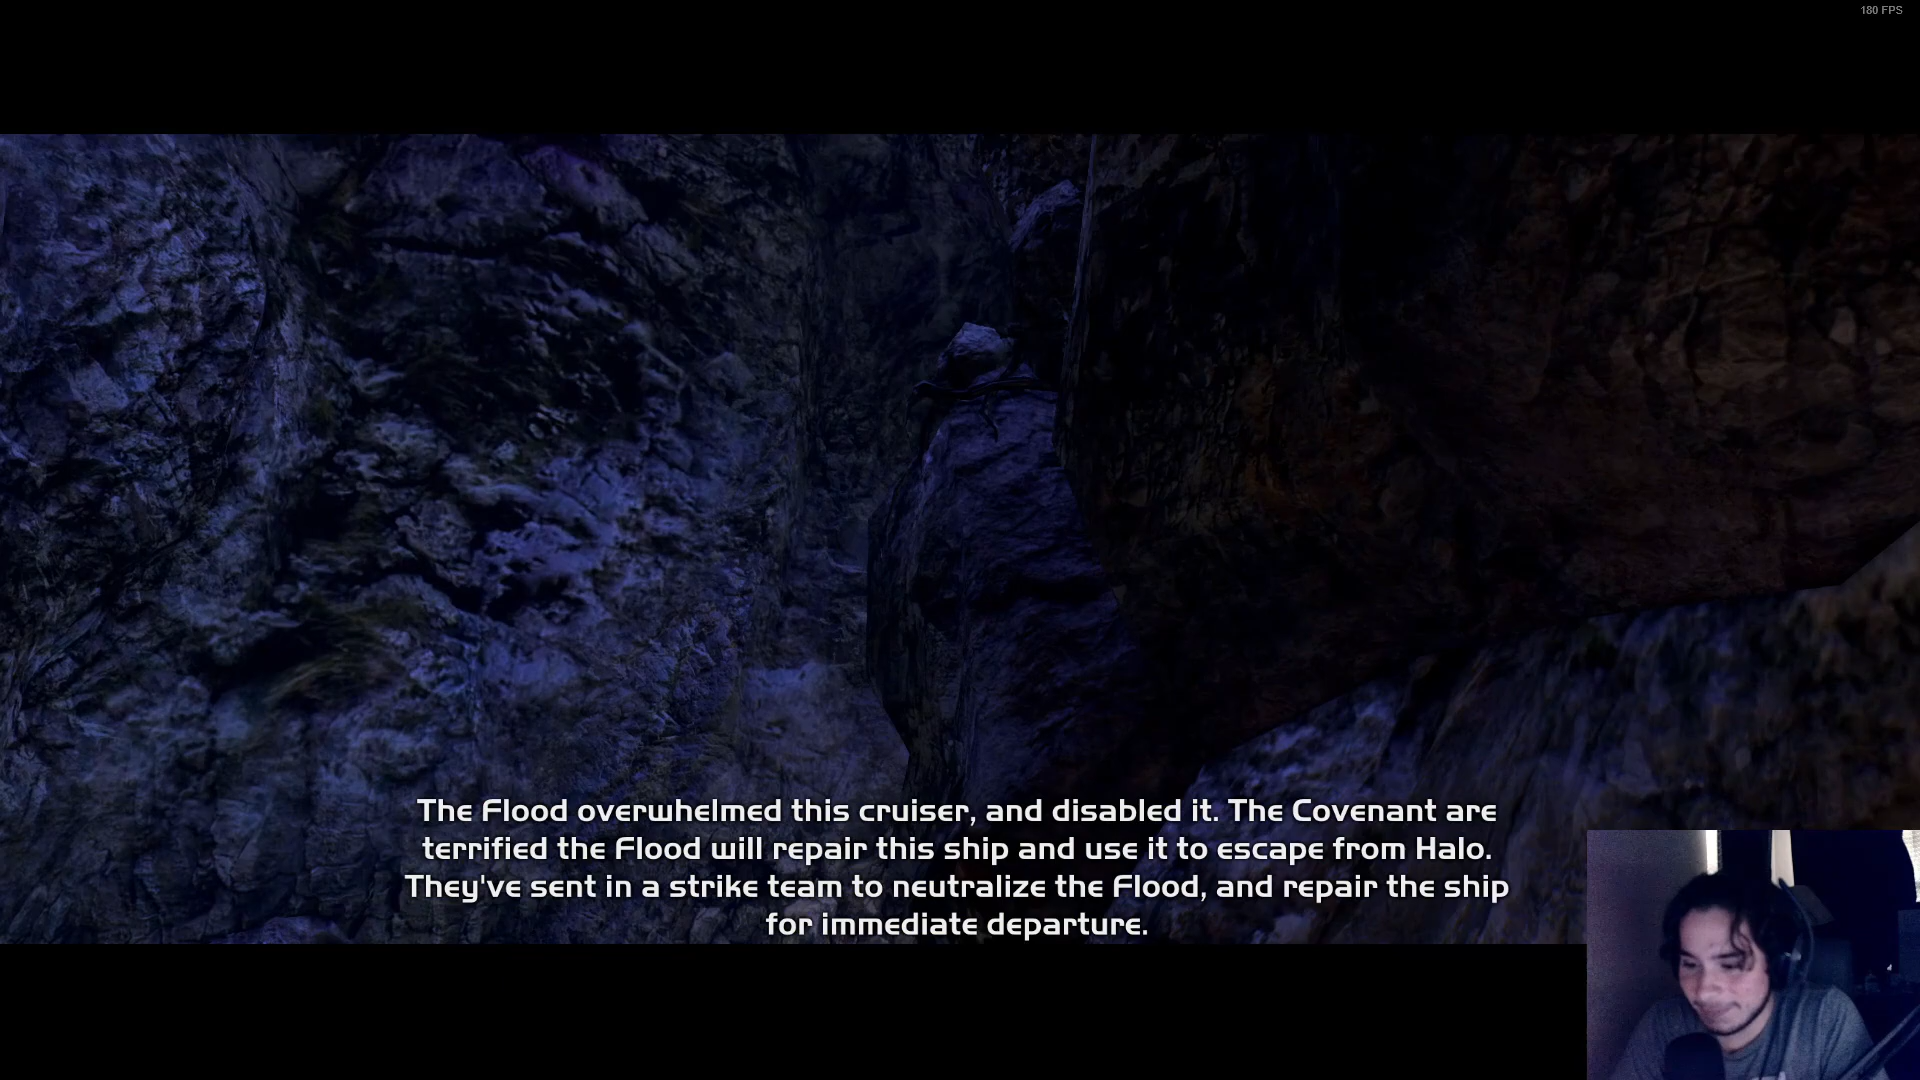 180 FPS
The Flood overwhelmed this cruiser, and disabled it. The Covenant are
terrified the Flood will repair this ship and use it to escape from Halo.
They've sent in a strike team to neutralize the Flood, and repair the ship
for immediate departure.